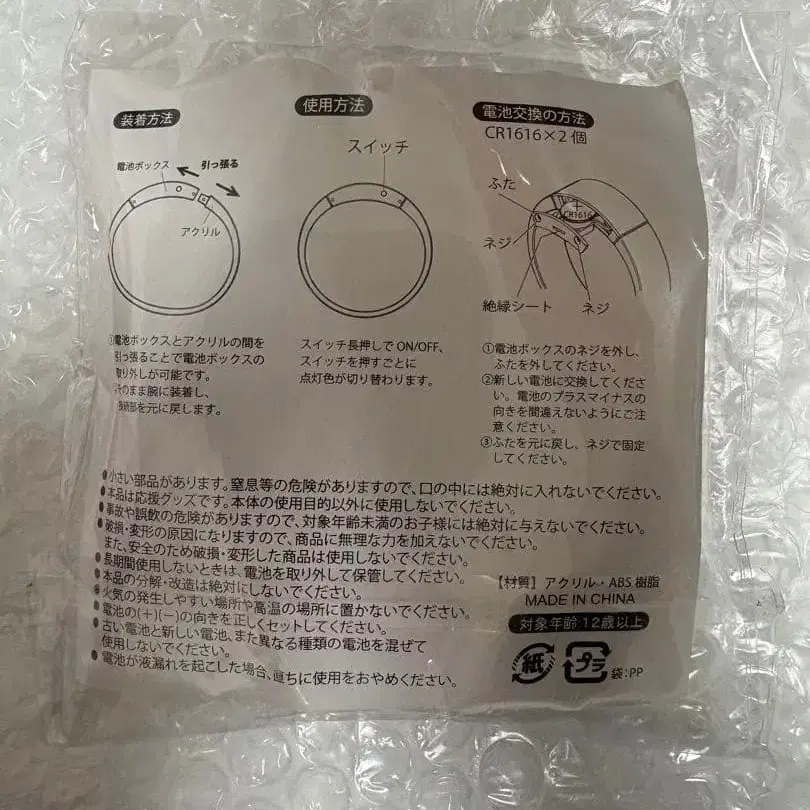 装着方法
電池ボックス
引っ張る
アクリル
①電池ボックスとアクリルの間を
引っ張ることで電池ボックスの
取り外しが可能です。
そのまま腕に装着し、
を元に戻します。
使用方法
スイッチ
スイッチ長押しで ON/OFF、
スイッチを押すごとに
点灯色が切り替わります。
電池交換の方法
CR1616×2個
ふた
+
CR1616
ネジ
絶縁シート
ネジ
①電池ボックスのネジを外し、
ふたを外してください。
②新しい電池に交換してくださ
い。電池のプラスマイナスの
向きを間違えないようにご注
意ください。
③ふたを元に戻し、ネジで固定
してください。
●小さい部品があります。窒息等の危険がありますので、口の中には絶対に入れないでください。
●本品は応援グッズです。本体の使用目的以外に使用しないでください。
●事故や誤飲の危険がありますので、対象年齢未満のお子様には絶対に与えないでください。
●破損・変形の原因になりますので、商品に無理な力を加えないでください。
また、安全のため破損・変形した商品は使用しないでください。
●長期間使用しないときは、電池を取り外して保管してください。
●本品の分解・改造は絶対にしないでください。
●火気の発生しやすい場所や高温の場所に置かないでください。
●電池の(+)(−)の向きを正しくセットしてください。
●古い電池と新しい電池、また異なる種類の電池を混ぜて
使用しないでください。
●電池が液漏れを起こした場合、直ちに使用をおやめください。
【材質】アクリル・ABS樹脂
MADE IN CHINA
対象年齢12歳以上
紙
プラ
袋:PP